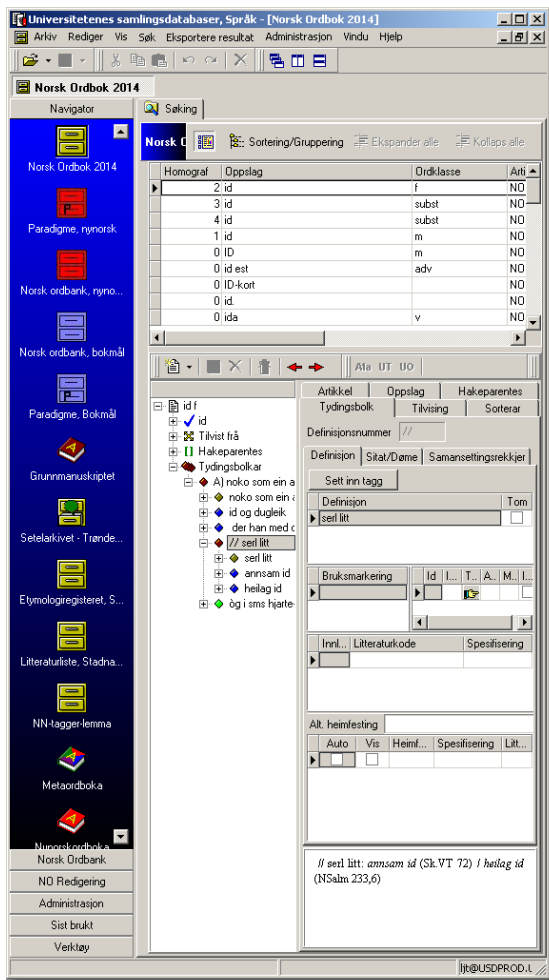 Universitetenes samlingsdatabaser, Språk - [Norsk Ordbok 2014]
Arkiv Rediger Vis Søk Eksportere resultat Administrasjon Vindu Hjelp
Norsk Ordbok 2014
Navigator
Søking
Norsk Sortering/Gruppering Ekspander alle Kollaps alle
Norsk Ordbok 2014
Paradigme, nynorsk
Norsk ordbank, nyno...
Norsk ordbank, bokmål
Paradigme, Bokmål
Grunnmanuskriptet
Setelarkivet - Trønde...
Etymologiregisteret, S...
Litteraturliste, Stadna...
NN-tagger-lemma
Metaordboka
Nynorskordboka
Norsk Ordbank
NO Redigering
Administrasjon
Sist brukt
Verktøy
Homograf Oppslag Ordklasse Arti
2 id f NO
3 id subst NO
4 id subst NO
1 id m NO
0 ID m NO
0 id est adv NO
0 ID-kort NO
0 id. NO
0 ida v NO
A1a UT UO
id f
id
Tilvist frå
Hakeparentes
Tydingsbolkar
A) noko som ein a
noko som ein a
id og dugleik
der han med
// serl litt
serl litt
annsam id
heilag id
òg i sms hjarte-
Artikkel Oppslag Hakeparentes
Tydingsbolk Tilvising Sorterar
Definisjonsnummer //
Definisjon Sitat/Døme Samansettingsrekkjer
Sett inn tagg
Definisjon Tom
serl litt
Bruksmarkering Id I... T... A... M... I...
Innl... Litteraturkode Spesifisering
Alt. heimfesting
Auto Vis Heimf... Spesifisering Litt...
// serl litt: annsam id (Sk.VT 72) / heilag id
(NSalm 233,6)
ljt@USDPROD.L